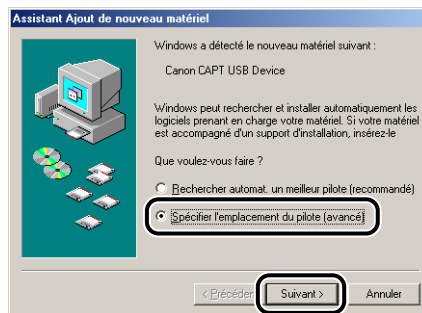 Assistant Ajout de nouveau matériel
Windows a détecté le nouveau matériel suivant :
Canon CAPT USB Device
Windows peut rechercher et installer automatiquement les
logiciels prenant en charge votre matériel. Si votre matériel
est accompagné d'un support d'installation, insérez-le
Que voulez-vous faire ?
Rechercher automat. un meilleur pilote (recommandé)
Spécifier l'emplacement du pilote (avancé)
< Précédent
Suivant >
Annuler